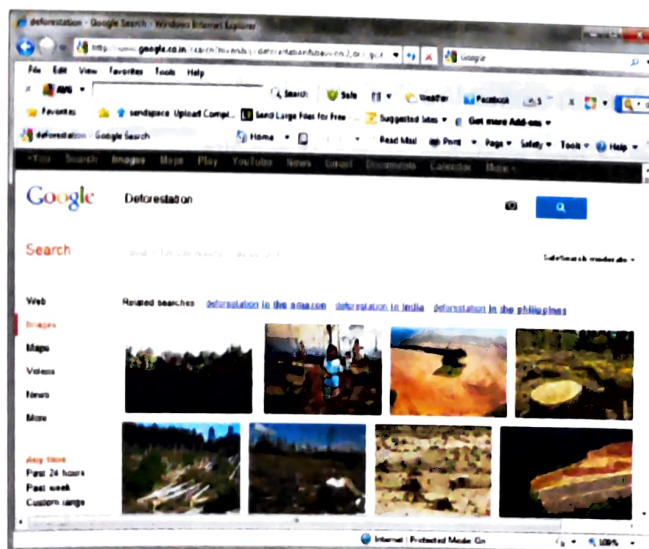 deforestation - Google Search - Windows Internet Explorer
Google
File Edit View Favorites Tools Help
AVG Search Safe Weather Facebook
Favorites sendspace Upload Compl... Send Large Files for Free Suggested Sites Get more Add-ons
deforestation - Google Search Home Read Mail Print Page Safety Tools Help
+You Search Images Maps Play YouTube News Gmail Documents Calendar More
Google Deforestation
Search
SafeSearch moderate
Web Related searches deforestation in the amazon deforestation in india deforestation in the philippines
Images
Maps
Videos
News
More
Any time
Past 24 hours
Past week
Custom range
Internet | Protected Mode: On 100%